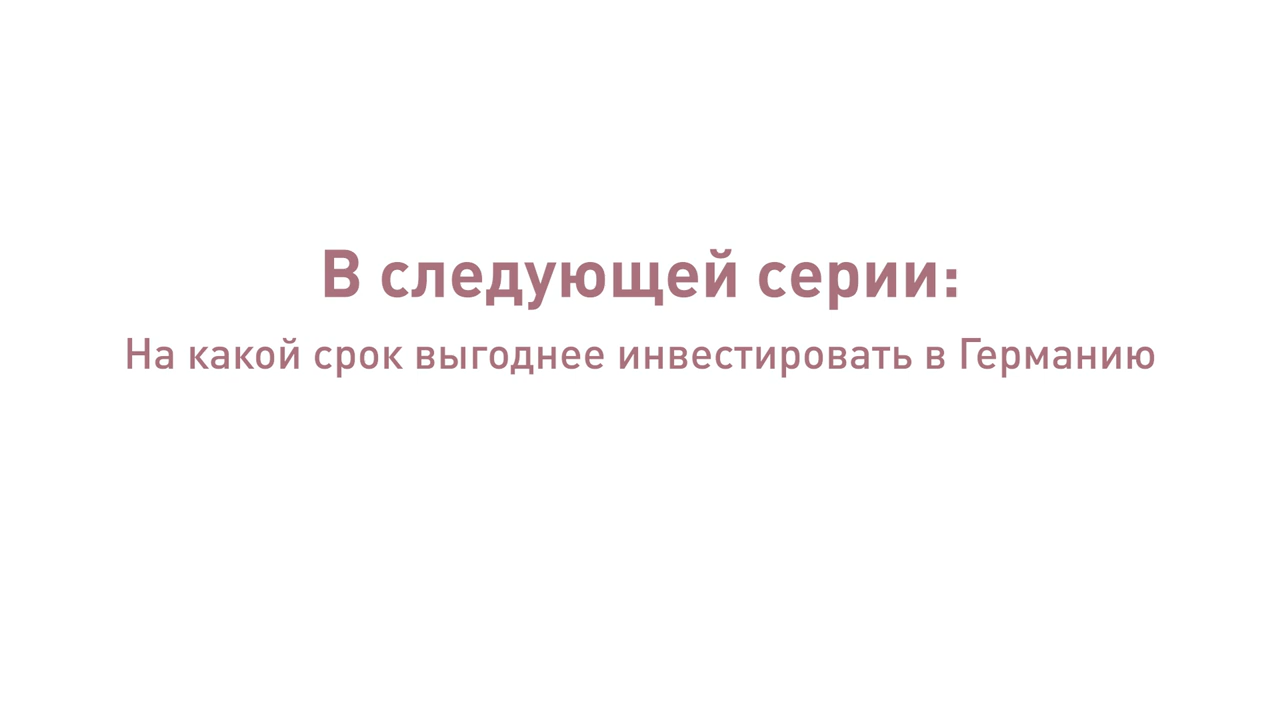 В следующей серии:
На какой срок выгоднее инвестировать в Германию